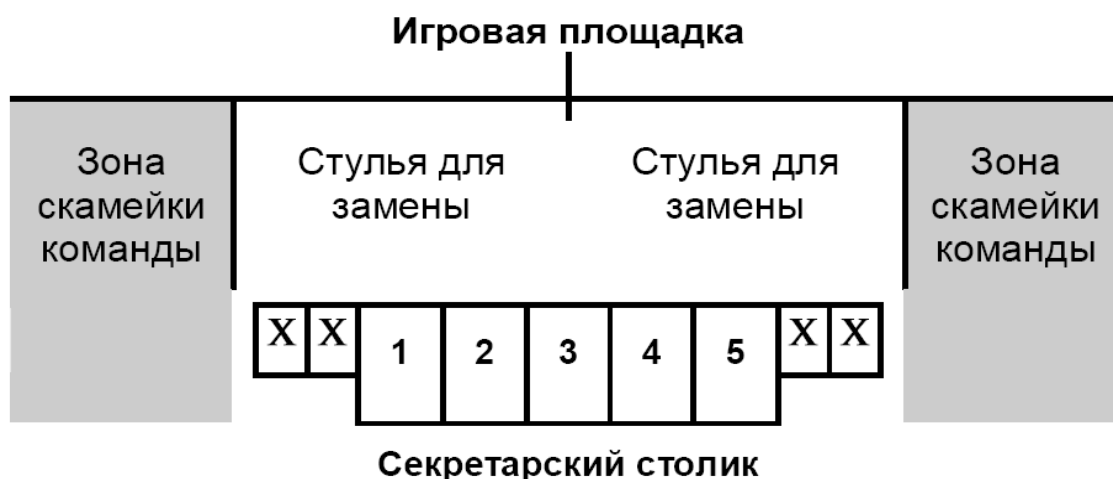 Игровая площадка
Зона
скамейки
команды
Стулья для
замены
Стулья для
замены
Зона
скамейки
команды
X X 1 2 3 4 5 X X
Секретарский столик